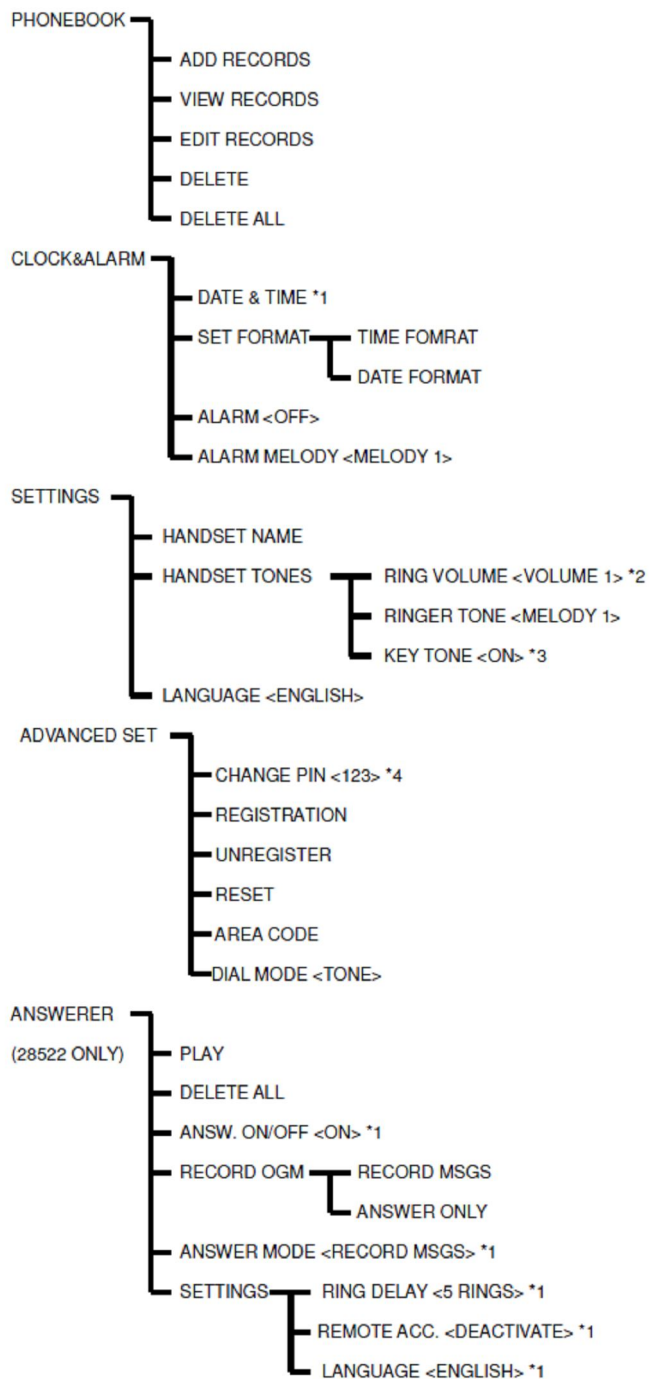 PHONEBOOK
ADD RECORDS
VIEW RECORDS
EDIT RECORDS
DELETE
DELETE ALL
CLOCK&ALARM
DATE & TIME *1
SET FORMAT TIME FOMRAT
DATE FORMAT
ALARM <OFF>
ALARM MELODY <MELODY 1>
SETTINGS
HANDSET NAME
HANDSET TONES RING VOLUME <VOLUME 1> *2
RINGER TONE <MELODY 1>
KEY TONE <ON> *3
LANGUAGE <ENGLISH>
ADVANCED SET
CHANGE PIN <123> *4
REGISTRATION
UNREGISTER
RESET
AREA CODE
DIAL MODE <TONE>
ANSWERER
(28522 ONLY) PLAY
DELETE ALL
ANSW. ON/OFF <ON> *1
RECORD OGM RECORD MSGS
ANSWER ONLY
ANSWER MODE <RECORD MSGS> *1
SETTINGS RING DELAY <5 RINGS> *1
REMOTE ACC. <DEACTIVATE> *1
LANGUAGE <ENGLISH> *1